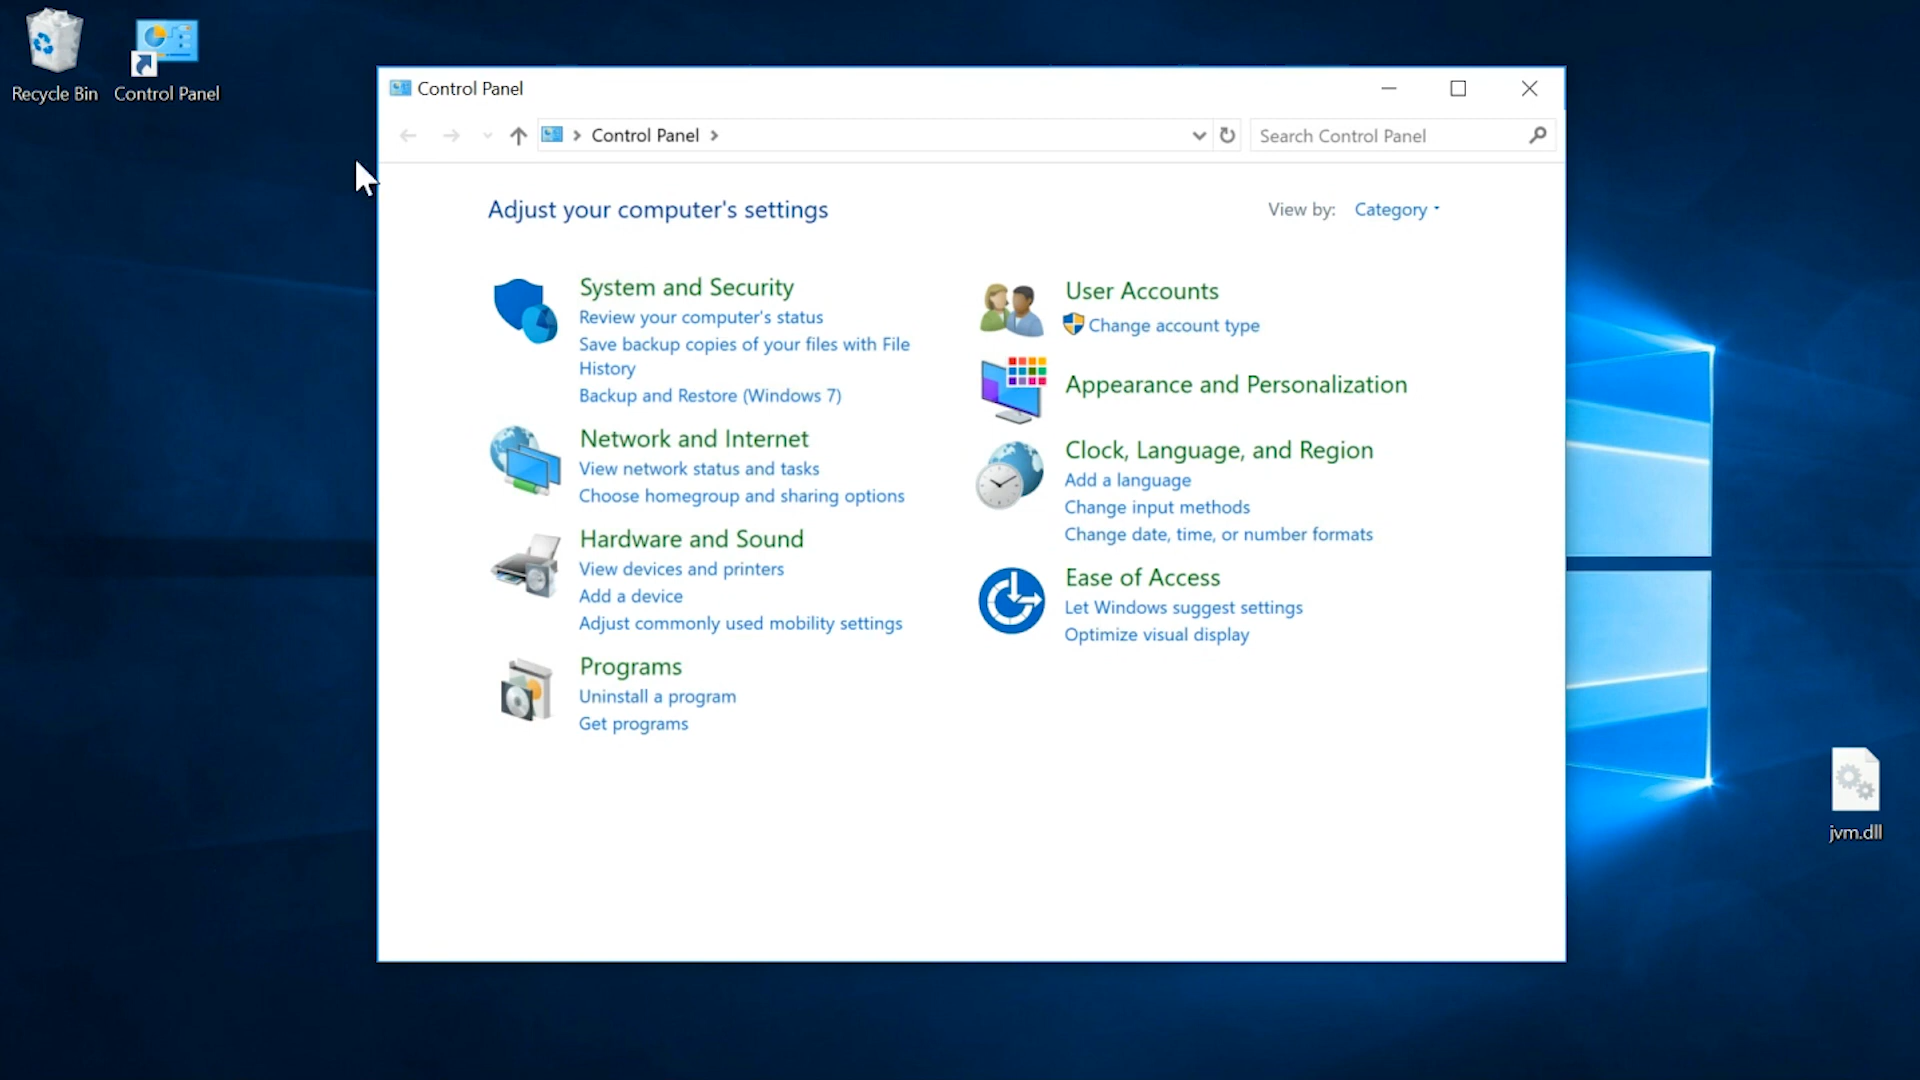 Recycle Bin
Control Panel
Control Panel
Control Panel
Search Control Panel
Adjust your computer's settings
View by:
Category
System and Security
Review your computer's status
Save backup copies of your files with File
History
Backup and Restore (Windows 7)
Network and Internet
View network status and tasks
Choose homegroup and sharing options
Hardware and Sound
View devices and printers
Add a device
Adjust commonly used mobility settings
Programs
Uninstall a program
Get programs
User Accounts
Change account type
Appearance and Personalization
Clock, Language, and Region
Add a language
Change input methods
Change date, time, or number formats
Ease of Access
Let Windows suggest settings
Optimize visual display
jvm.dll